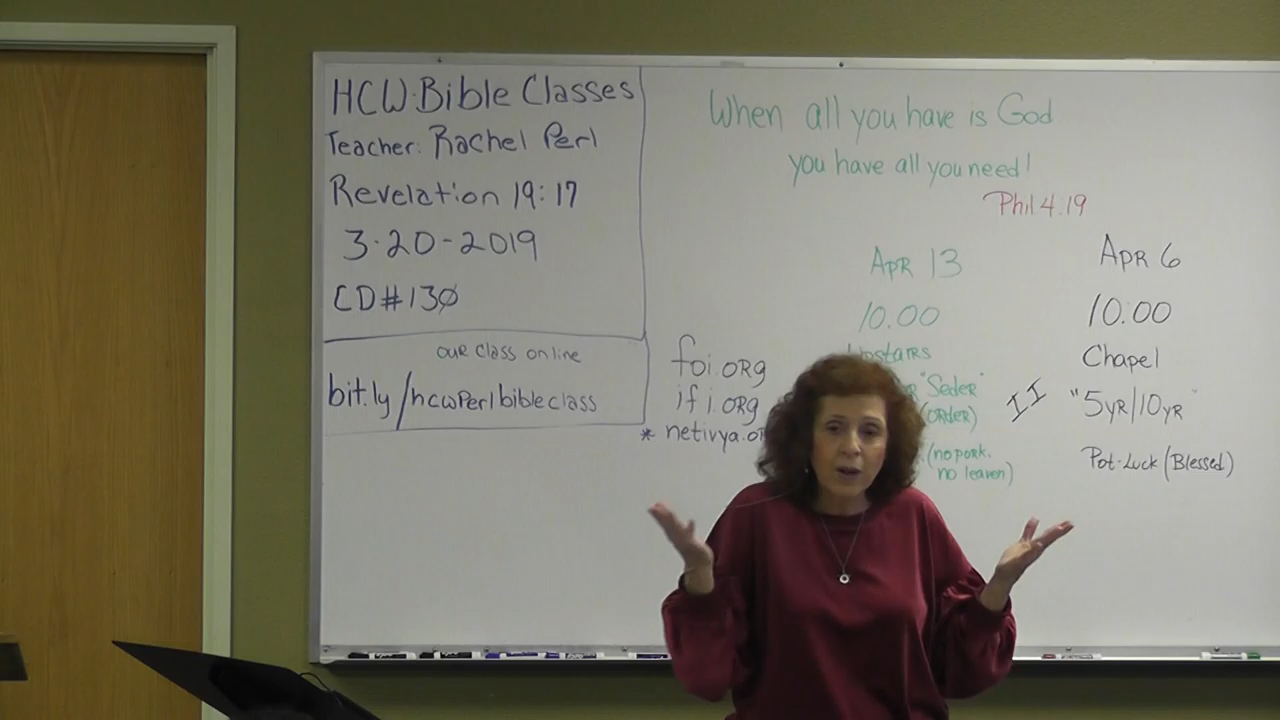 HCW Bible Classes
Teacher: Rachel Perl
Revelation 19:17
3-20-2019
CD#130
our class online
bit.ly/hcwPerlbibleclass
When all you have is God
you have all you need!
Phil 4.19
foi.org
ifi.org
* netivya.or
Apr 13
10.00
Upstairs
"Seder"
(order)
(no pork,
no leaven)
Apr 6
10:00
Chapel
II "5yr/10yr"
Pot-Luck (Blessed)